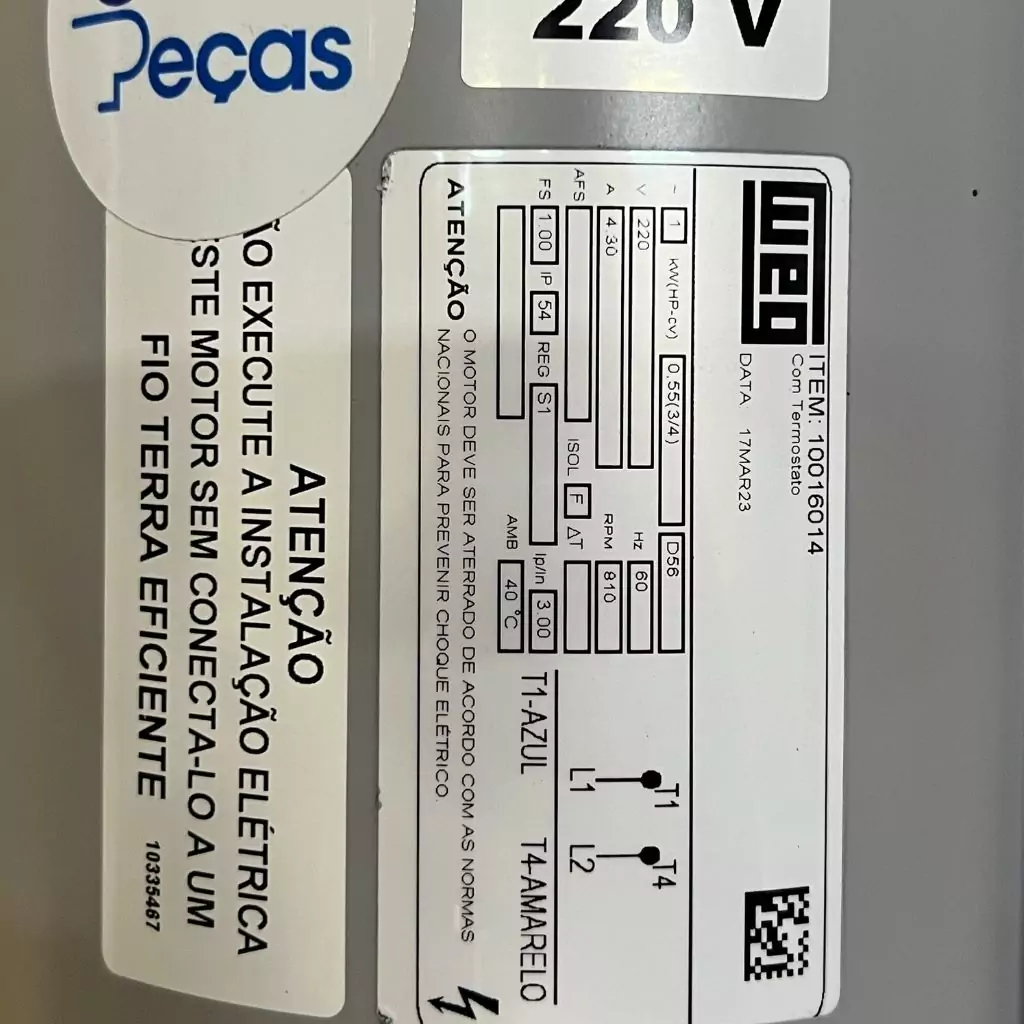 Peças
220 V
WEG
ITEM: 10016014
Com Termostato
DATA 17MAR23
~ 1 kW(HP-cv) 0.55(3/4) D56
V 220 Hz 60
A 4.30 RPM 810
AFS ISOL F ΔT
FS 1.00 IP 54 REG S1 Ip/In 3.00
AMB 40°C
T1 T4
L1 L2
T1-AZUL T4-AMARELO
ATENÇÃO O MOTOR DEVE SER ATERRADO DE ACORDO COM AS NORMAS
NACIONAIS PARA PREVENIR CHOQUE ELÉTRICO.
ATENÇÃO
ÃO EXECUTE A INSTALAÇÃO ELÉTRICA
STE MOTOR SEM CONECTA-LO A UM
FIO TERRA EFICIENTE 10335467